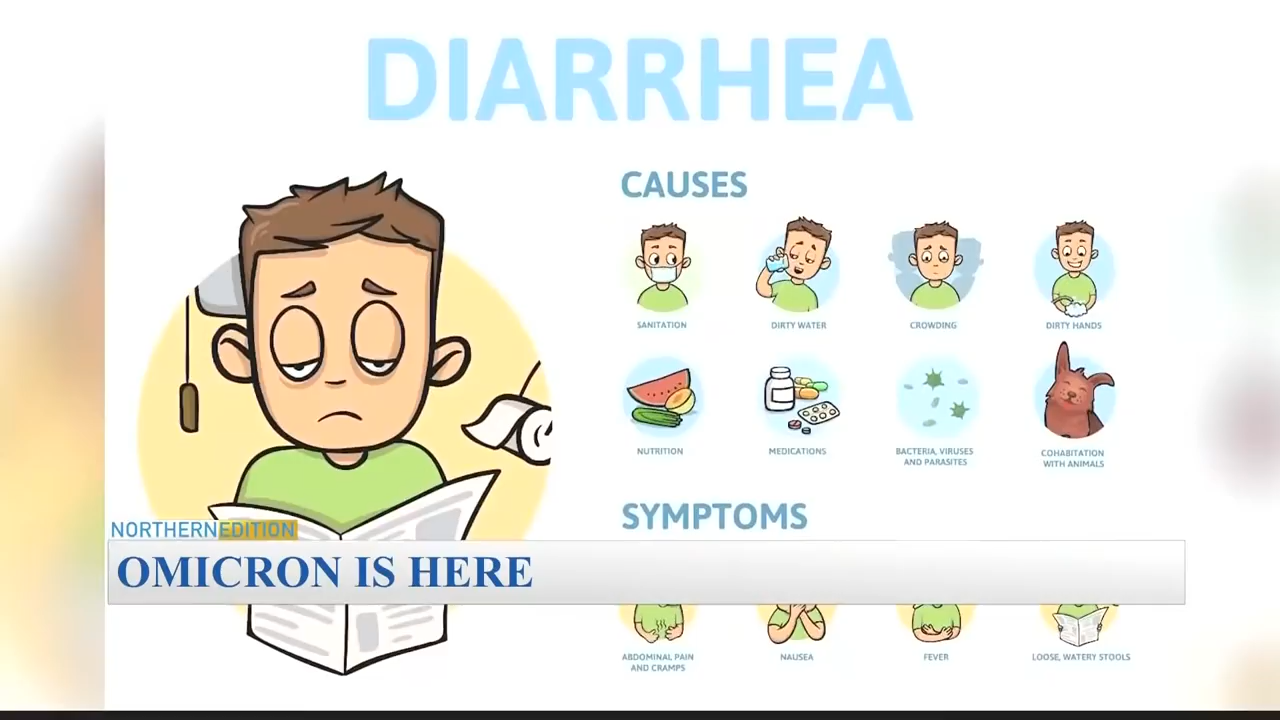 DIARRHEA
CAUSES
SANITATION
DIRTY WATER
CROWDING
DIRTY HANDS
NUTRITION
MEDICATIONS
BACTERIA, VIRUSES
AND PARASITES
COHABITATION
WITH ANIMALS
SYMPTOMS
NORTHERNEDITION
OMICRON IS HERE
ABDOMINAL PAIN
AND CRAMPS
NAUSEA
FEVER
LOOSE, WATERY STOOLS